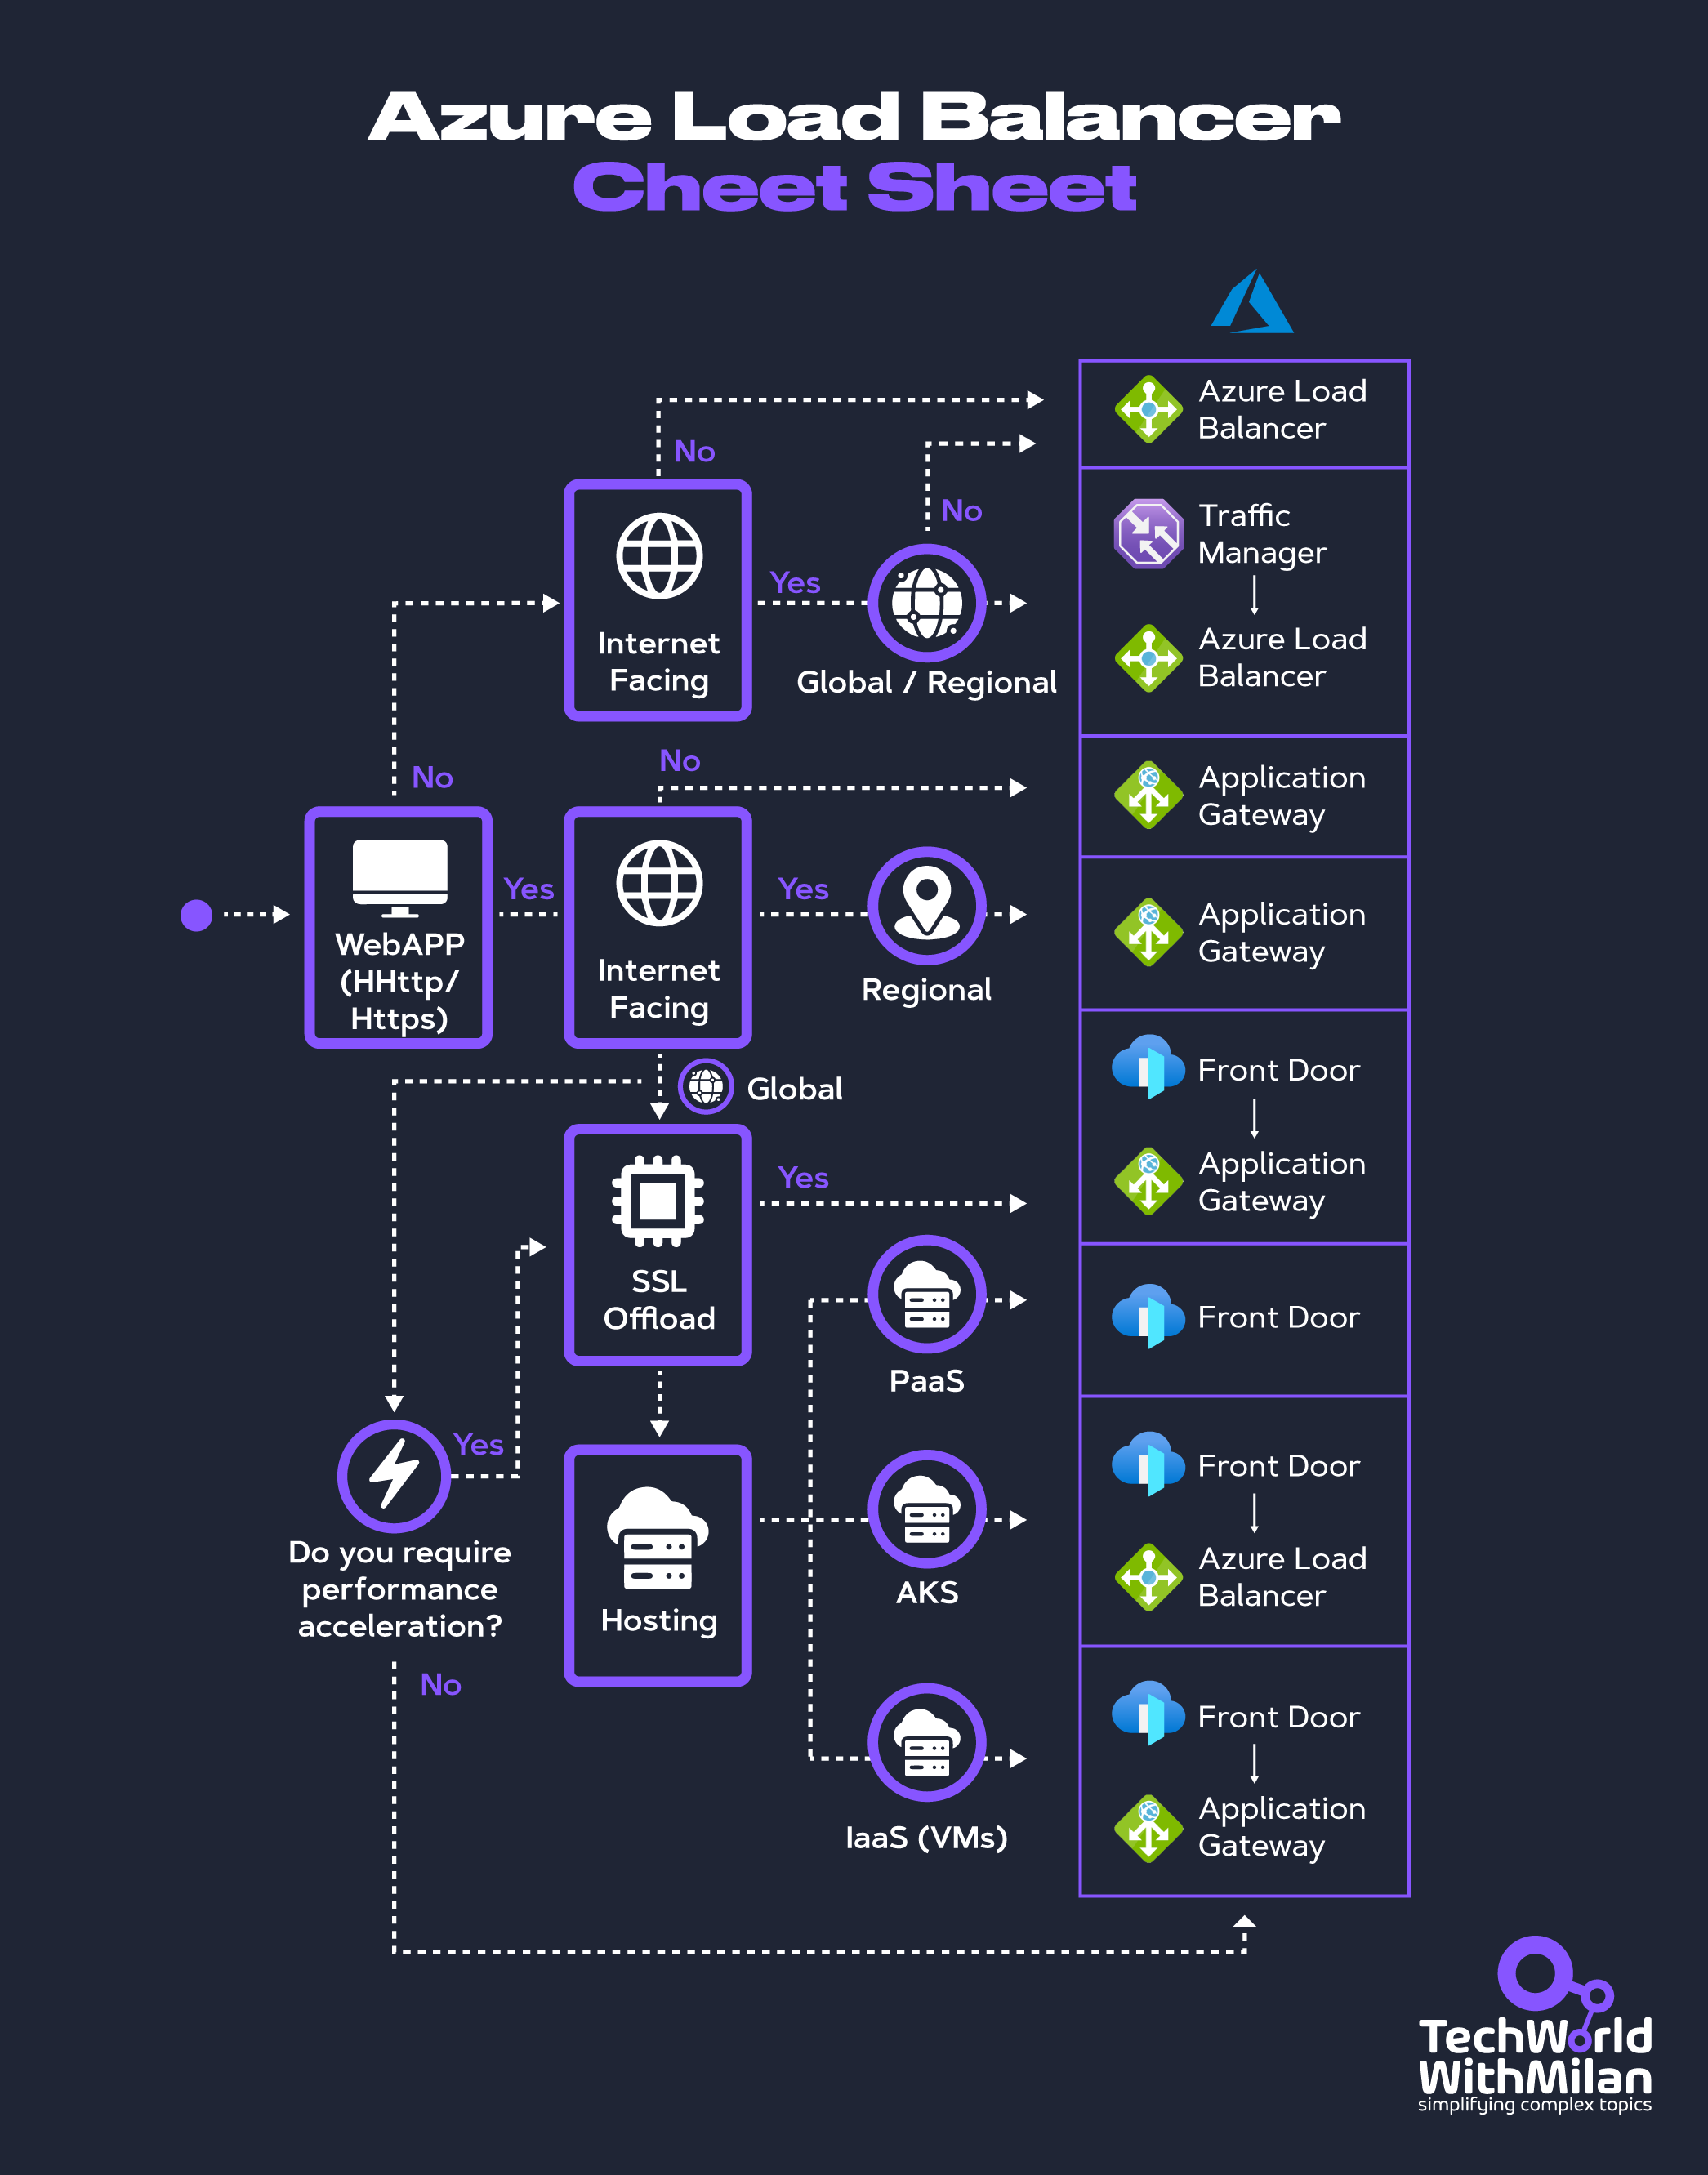 Azure Load Balancer
Cheet Sheet
Azure Load
Balancer
No
No
Traffic
Manager
Yes
Internet
Facing
Global / Regional
Azure Load
Balancer
No
No
Application
Gateway
Yes
Yes
WebAPP
(HHttp/
Https)
Internet
Facing
Regional
Application
Gateway
Global
Front Door
Yes
Application
Gateway
SSL
Offload
PaaS
Front Door
Yes
Do you require
performance
acceleration?
Hosting
AKS
Front Door
Azure Load
Balancer
No
IaaS (VMs)
Front Door
Application
Gateway
TechWorld
WithMilan
simplifying complex topics